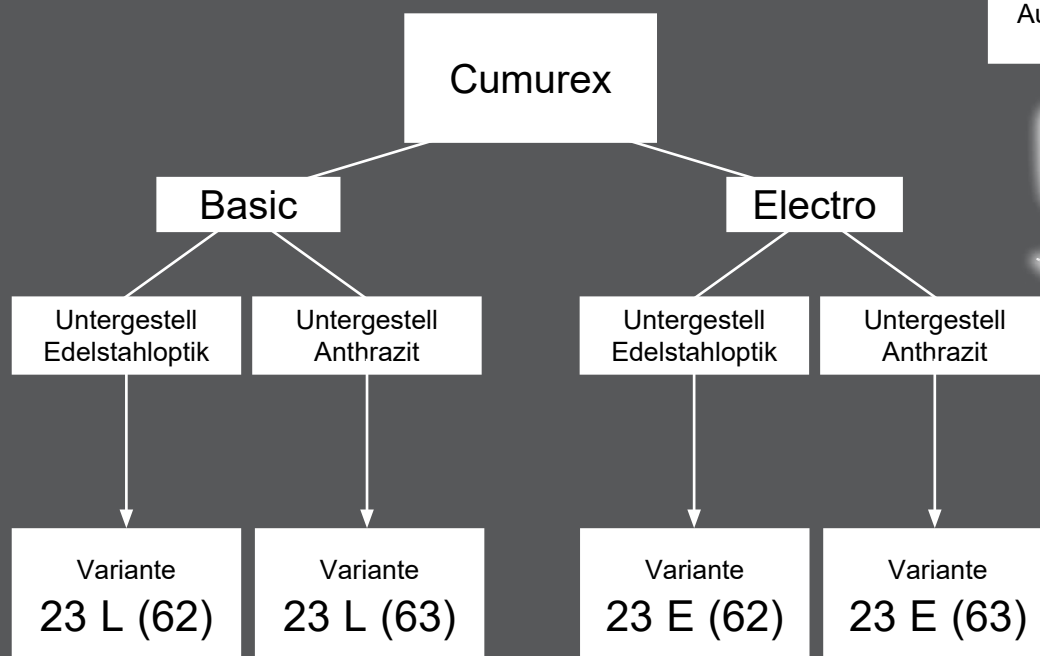 Cumurex
Basic
Electro
Untergestell
Edelstahloptik
Untergestell
Anthrazit
Untergestell
Edelstahloptik
Untergestell
Anthrazit
Variante
23 L (62)
Variante
23 L (63)
Variante
23 E (62)
Variante
23 E (63)